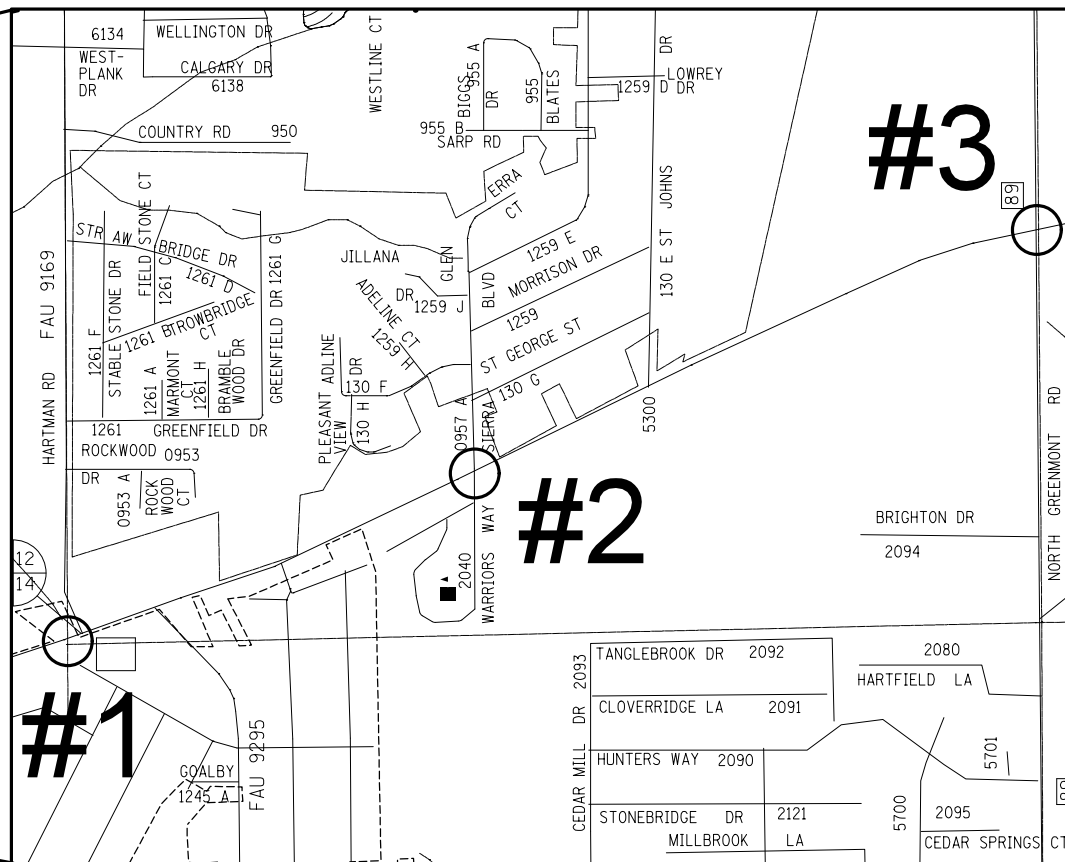 6134
WELLINGTON DR
WEST-
PLANK
DR
CALGARY DR
6138
WESTLINE CT
COUNTRY RD 950
BIGGS
DR
955 A
955
BLATES
955 B
SARP RD
LOWREY
1259 D DR
DR
130 E ST JOHNS
#3
89
ERRA
CT
HARTMAN RD FAU 9169
STR AW
BRIDGE DR
1261 D
FIELD STONE CT
1261 C
1261 F
STABLE STONE DR
1261 B
TROWBRIDGE
CT
1261 A
MARMONT
CT
1261 H
BRAMBLE
WOOD DR
GREENFIELD DR 1261 G
1261
GREENFIELD DR
ROCKWOOD 0953
DR
0953 A
ROCK
WOOD
CT
JILLANA
DR
1259 J
GLEN
BLVD
1259 E
MORRISON DR
1259
ADELINE CT
1259 H
ST GEORGE ST
130 G
PLEASANT ADLINE
VIEW
DR
130 F
130 H
0957 A
SIERRA
5300
#2
WARRIORS WAY
2040
NORTH GREENMONT RD
BRIGHTON DR
2094
12
14
#1
GOALBY
1245 A
FAU 9295
CEDAR MILL DR 2093
TANGLEBROOK DR 2092
CLOVERRIDGE LA 2091
HUNTERS WAY 2090
STONEBRIDGE DR 2121
MILLBROOK LA
2080
HARTFIELD LA
5701
5700
2095
CEDAR SPRINGS CT